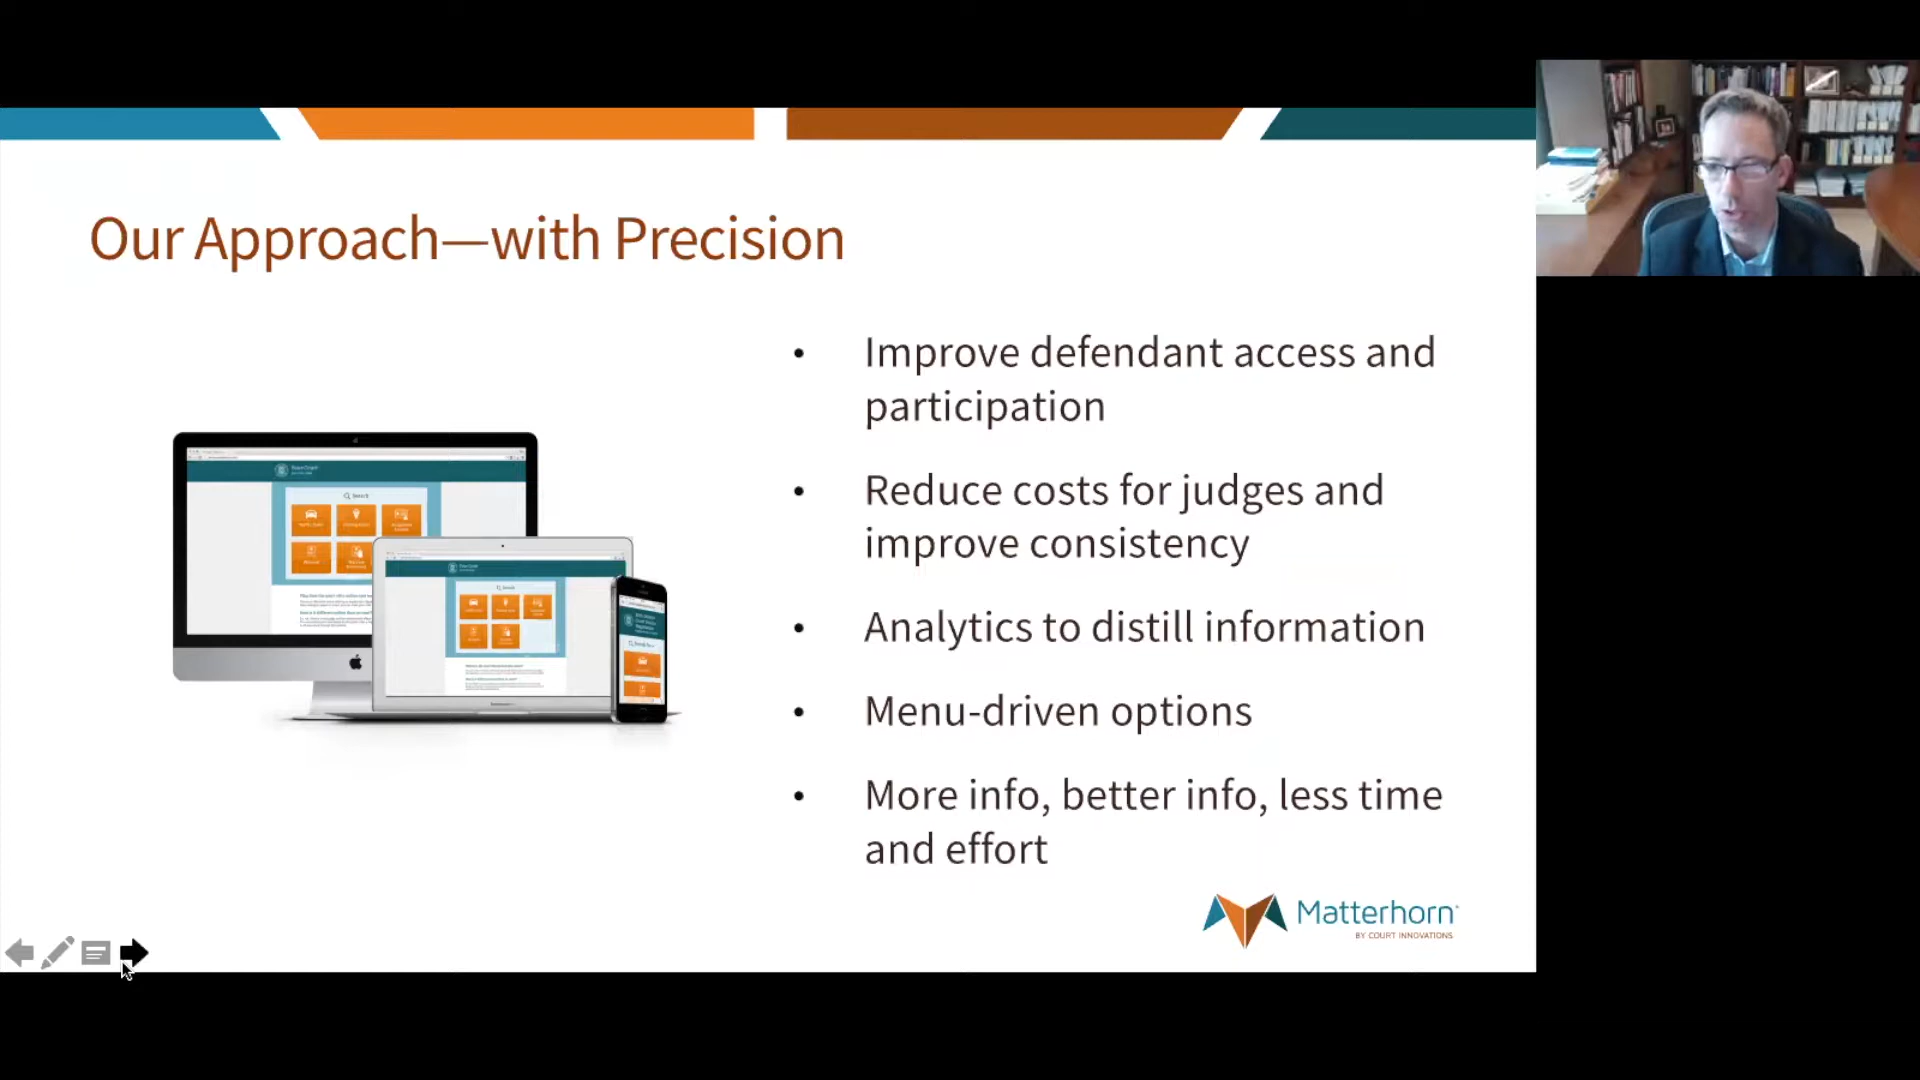 Our Approach—with Precision
• Improve defendant access and
participation
• Reduce costs for judges and
improve consistency
• Analytics to distill information
• Menu-driven options
• More info, better info, less time
and effort
Matterhorn
BY COURT INNOVATIONS